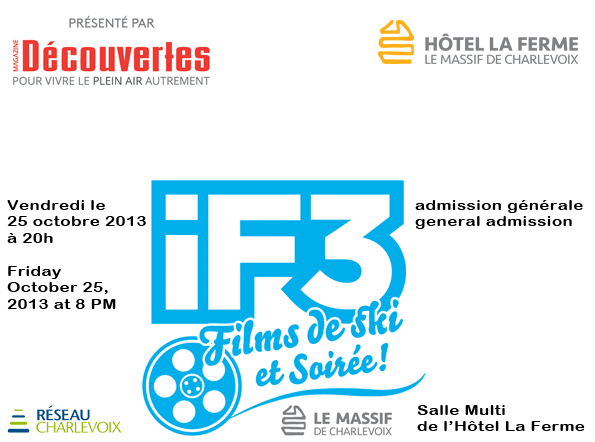 PRÉSENTÉ PAR
MAGAZINE
Découvertes
POUR VIVRE LE PLEIN AIR AUTREMENT
HÔTEL LA FERME
LE MASSIF DE CHARLEVOIX
Vendredi le
25 octobre 2013
à 20h
Friday
October 25,
2013 at 8 PM
iF3
Films de ski
et Soirée!
admission générale
general admission
RÉSEAU
CHARLEVOIX
LE MASSIF
DE CHARLEVOIX
Salle Multi
de l’Hôtel La Ferme